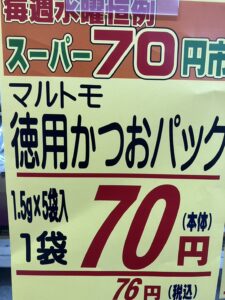 毎週水曜恒例
スーパー70円市
マルトモ
徳用かつおパック
1.5g×5袋入
1袋 70円 (本体)
76円 (税込)